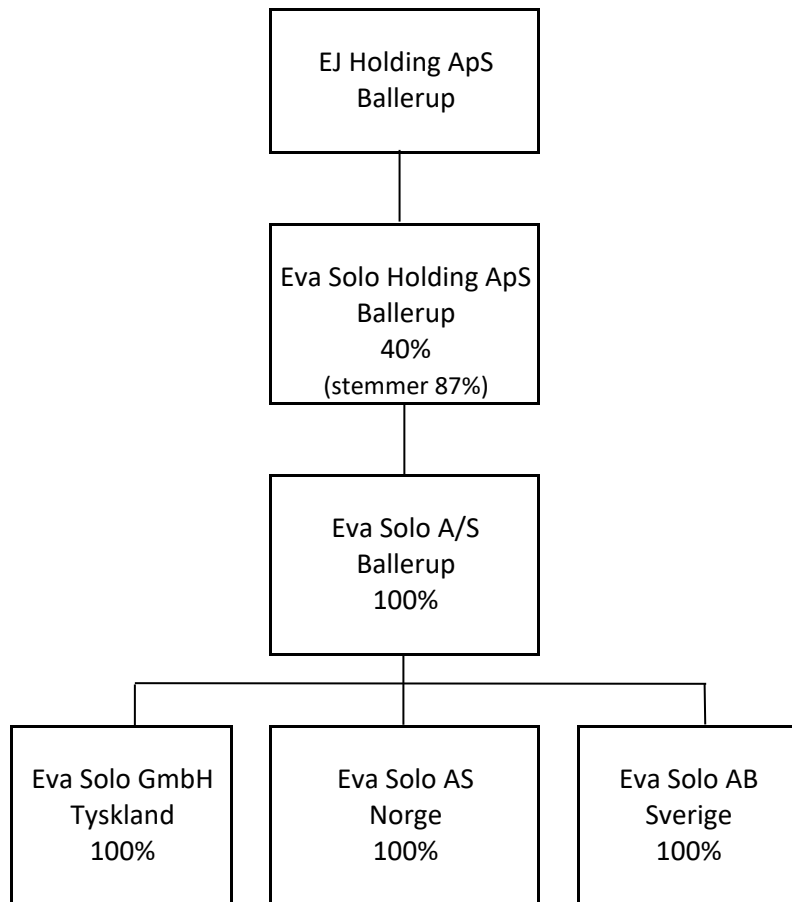 EJ Holding ApS
Ballerup
Eva Solo Holding ApS
Ballerup
40%
(stemmer 87%)
Eva Solo A/S
Ballerup
100%
Eva Solo GmbH
Tyskland
100%
Eva Solo AS
Norge
100%
Eva Solo AB
Sverige
100%